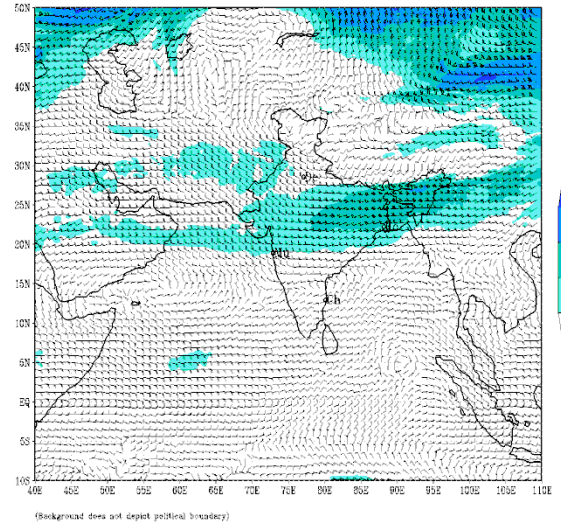 50N
45N
40N
35N
30N
25N
20N
15N
10N
5N
EQ
5S
10S
40E 45E 50E 55E 60E 65E 70E 75E 80E 85E 90E 95E 100E 105E 110E
(Background does not depict political boundary)